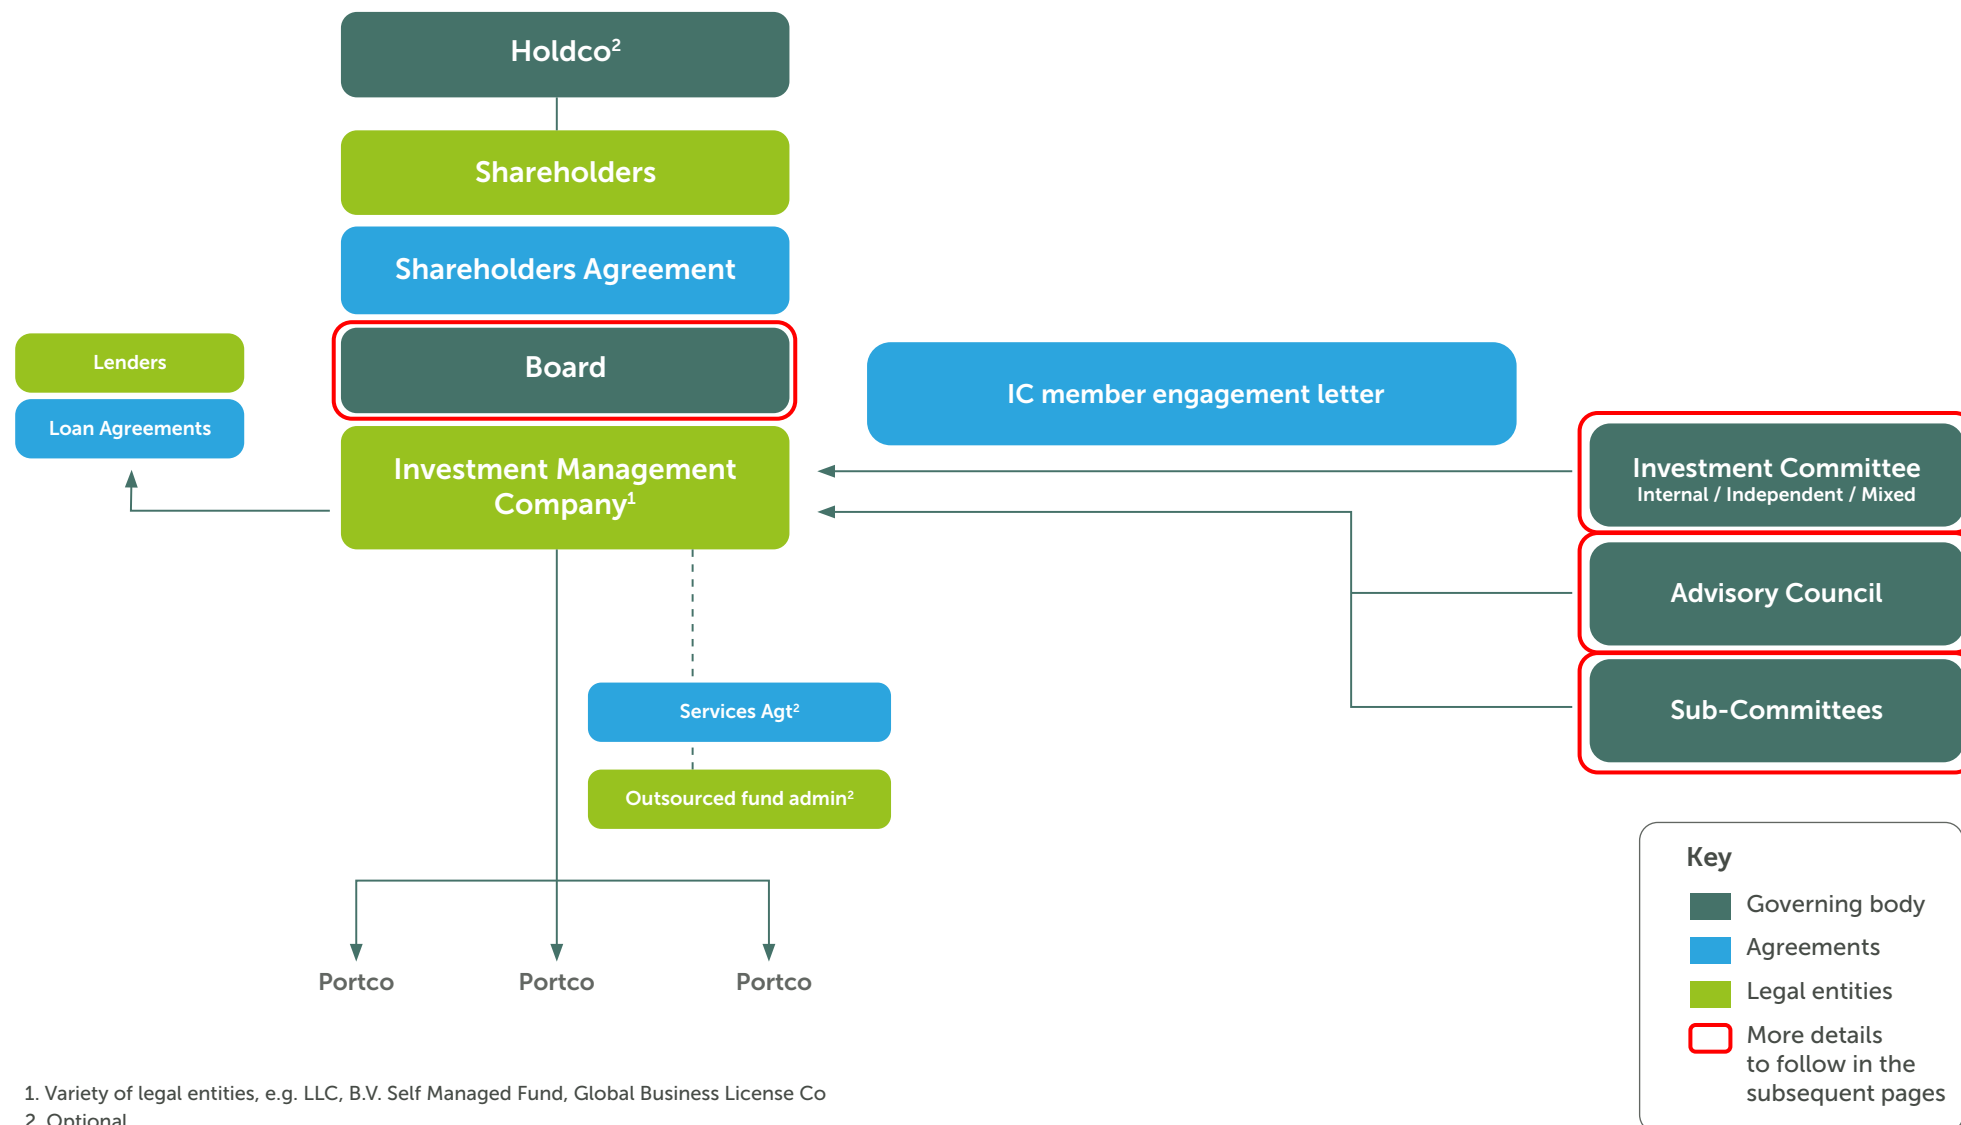 Holdco²
Shareholders
Shareholders Agreement
Board
Lenders
Loan Agreements
IC member engagement letter
Investment Management
Company¹
Investment Committee
Internal / Independent / Mixed
Advisory Council
Sub-Committees
Services Agt²
Outsourced fund admin²
Portco
Portco
Portco
Key
Governing body
Agreements
Legal entities
More details
to follow in the
subsequent pages
1. Variety of legal entities, e.g. LLC, B.V. Self Managed Fund, Global Business License Co
2. Optional